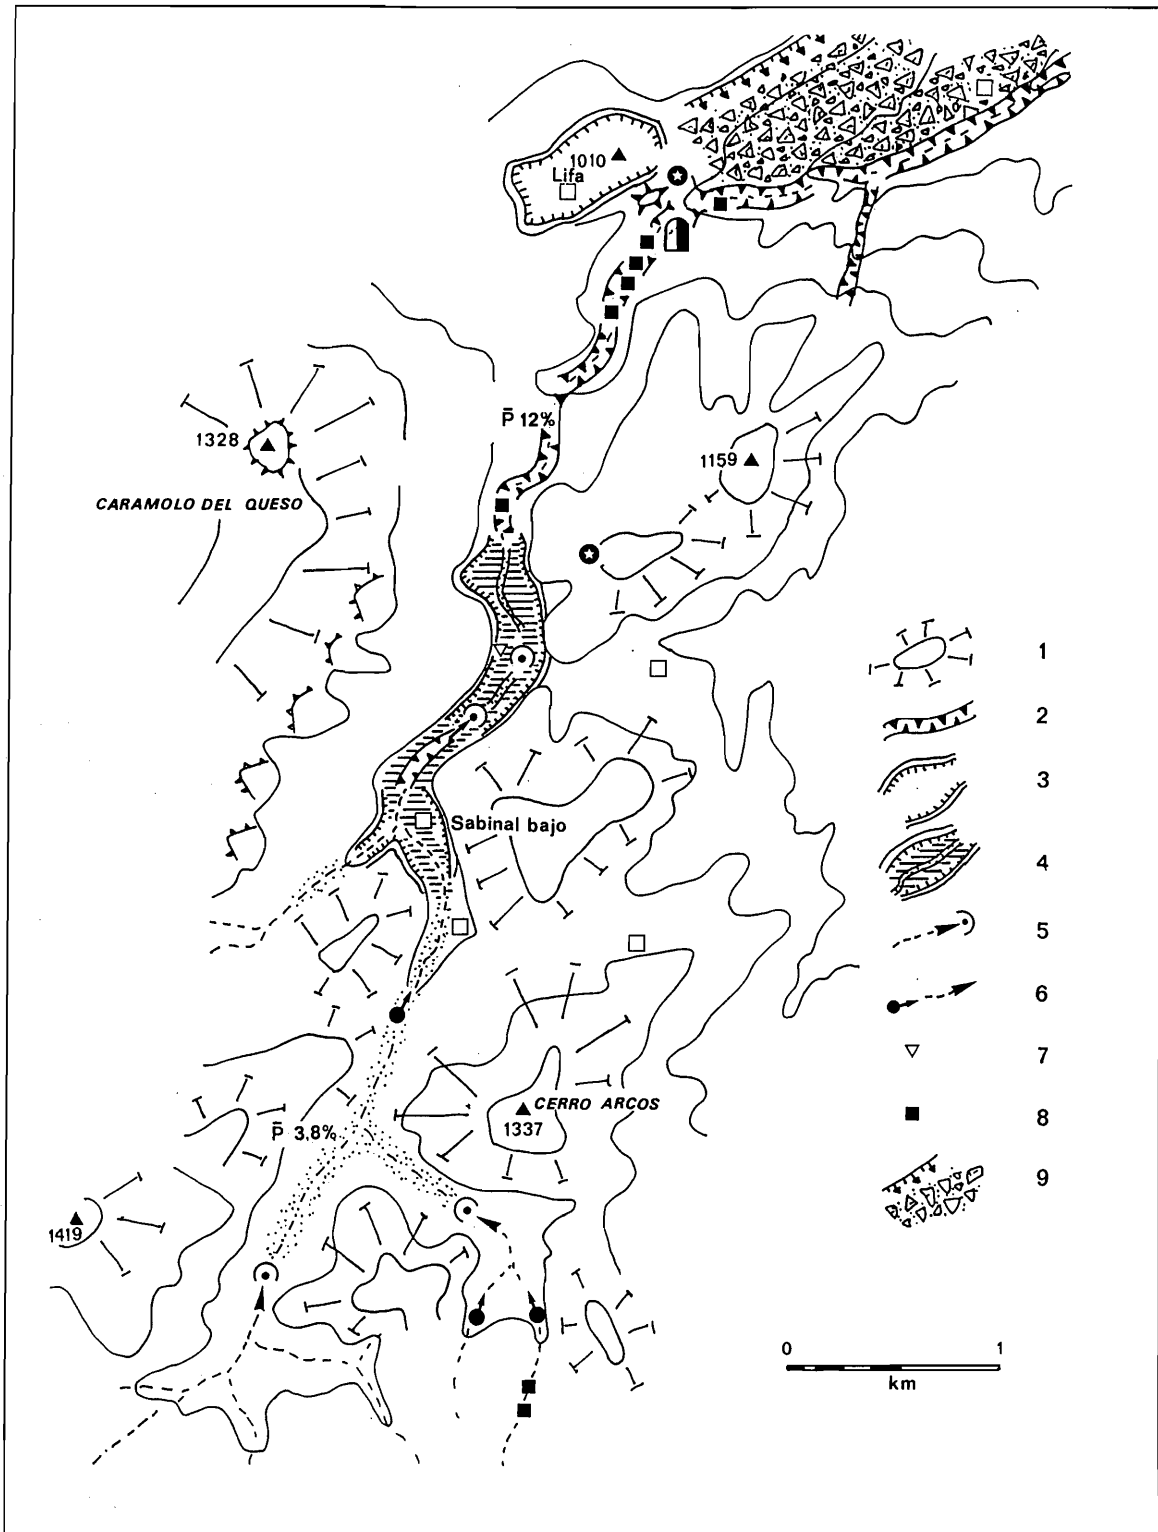 1010
Lifa
P̄ 12%
1328
1159
CARAMOLO DEL QUESO
1
2
3
Sabinal bajo
4
5
6
7
CERRO ARCOS
8
1337
P̄ 3,8%
9
1419
0 1
km